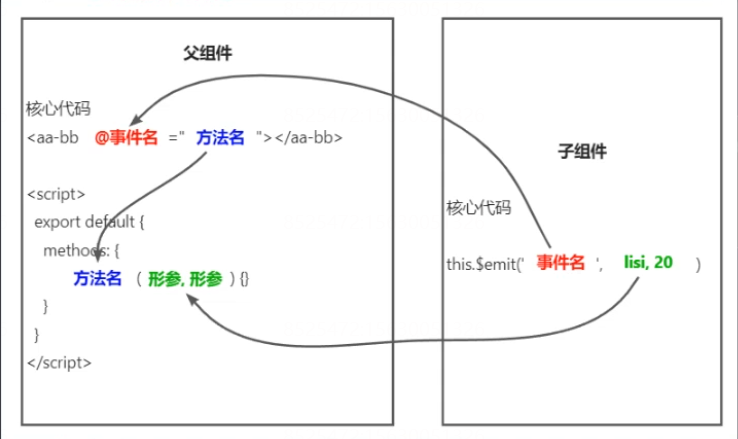 父组件
核心代码
<aa-bb @事件名 =" 方法名 "></aa-bb>
<script>
export default {
methods: {
方法名 ( 形参, 形参 ) {}
}
}
</script>
子组件
核心代码
this.$emit(' 事件名 ', lisi, 20 )